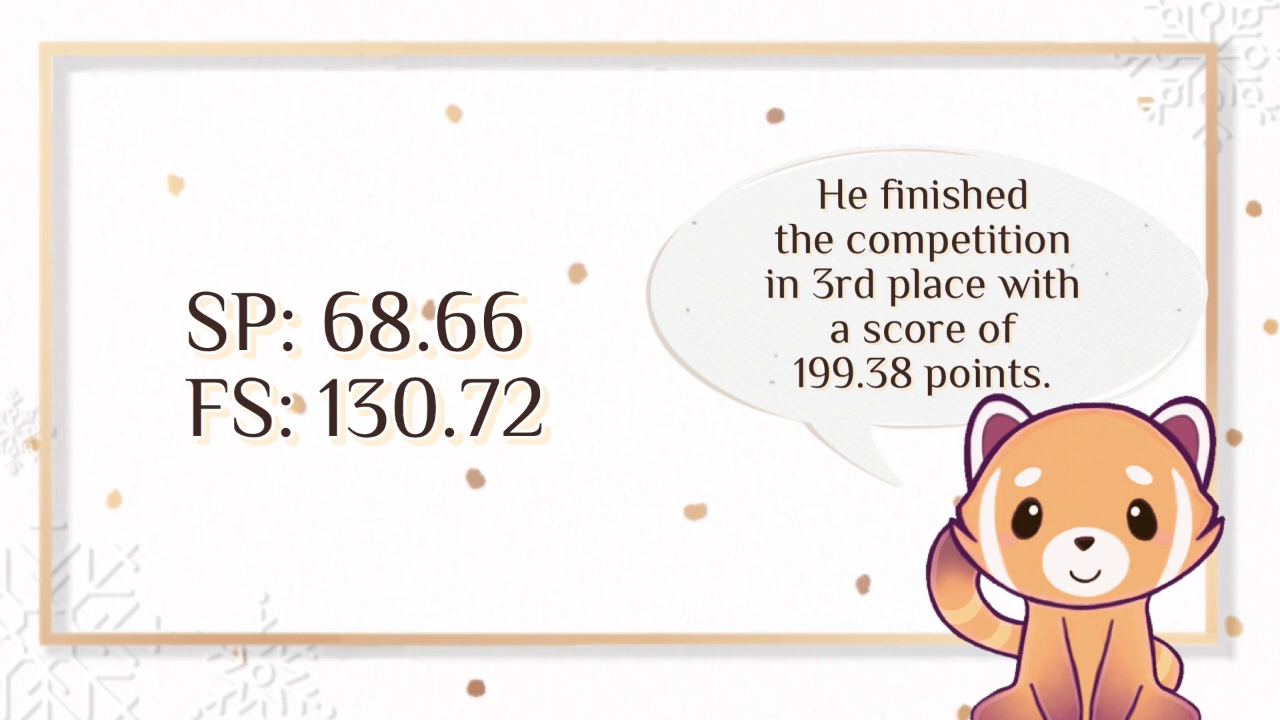 SP: 68.66
FS: 130.72
He finished
the competition
in 3rd place with
a score of
199.38 points.